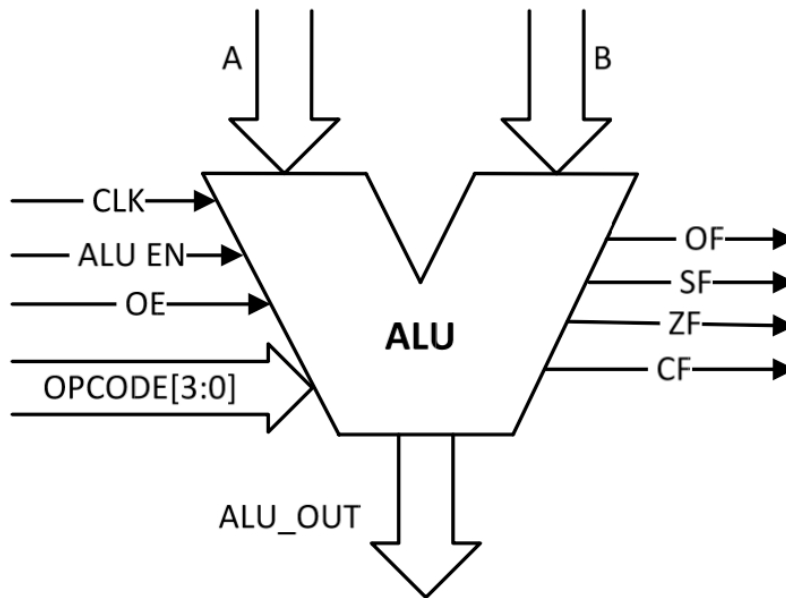 A
B
CLK
ALU EN
OE
OPCODE[3:0]
OF
SF
ZF
CF
ALU
ALU_OUT